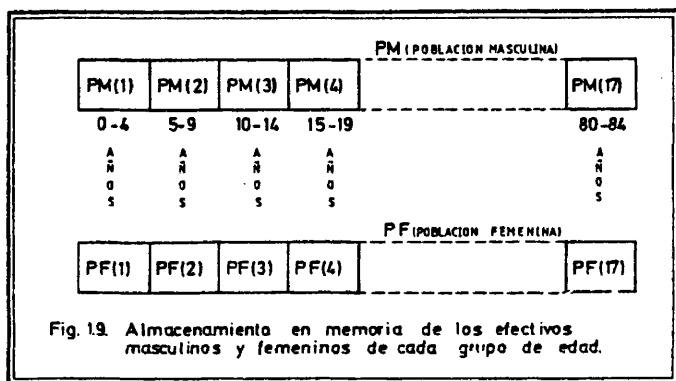 PM (POBLACION MASCULINA)
PM(1) PM(2) PM(3) PM(4) PM(17)
0-4 5-9 10-14 15-19 80-84
AÑOS AÑOS AÑOS AÑOS AÑOS
PF (POBLACION FEMENINA)
PF(1) PF(2) PF(3) PF(4) PF(17)
Fig. 1.9. Almacenamiento en memoria de los efectivos
masculinos y femeninos de cada grupo de edad.